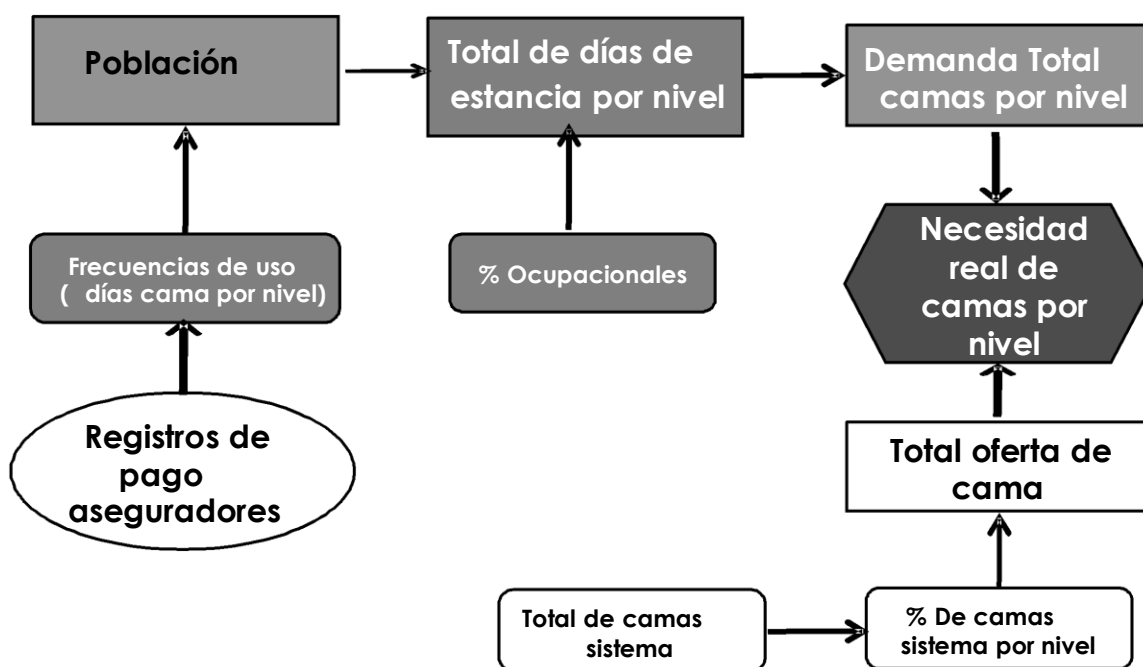 Población
Total de días de
estancia por nivel
Demanda Total
camas por nivel
Frecuencias de uso
( días cama por nivel)
% Ocupacionales
Necesidad
real de
camas por
nivel
Registros de
pago
aseguradores
Total oferta de
cama
Total de camas
sistema
% De camas
sistema por nivel